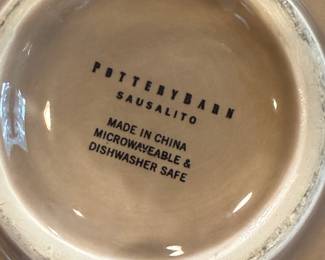 POTTERYBARN
SAUSALITO
MADE IN CHINA
MICROWAVEABLE &
DISHWASHER SAFE